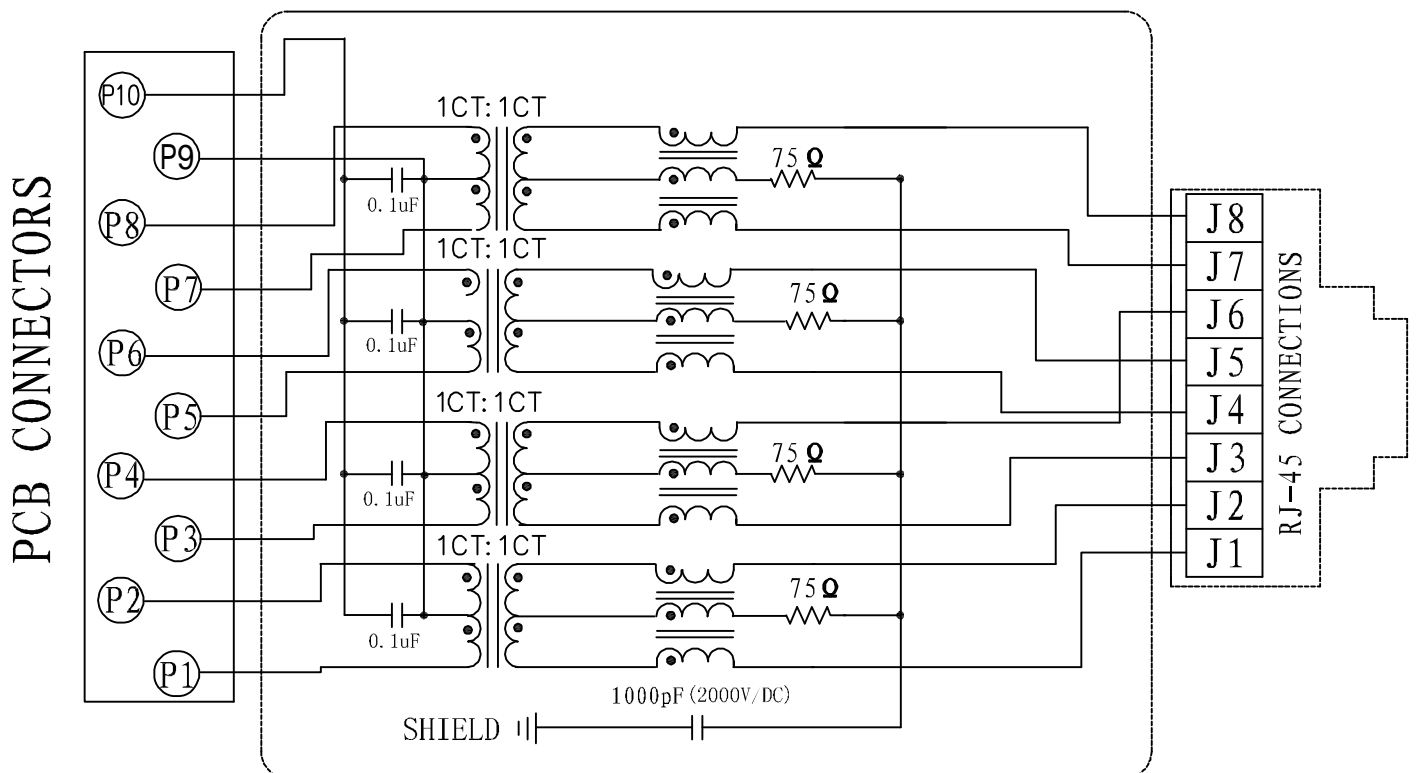 PCB CONNECTORS
P10
P9
P8
P7
P6
P5
P4
P3
P2
P1
1CT:1CT
0.1uF
75Ω
1CT:1CT
0.1uF
75Ω
1CT:1CT
0.1uF
75Ω
1CT:1CT
0.1uF
75Ω
1000pF(2000V/DC)
SHIELD
J8
J7
J6
J5
J4
J3
J2
J1
RJ-45 CONNECTIONS